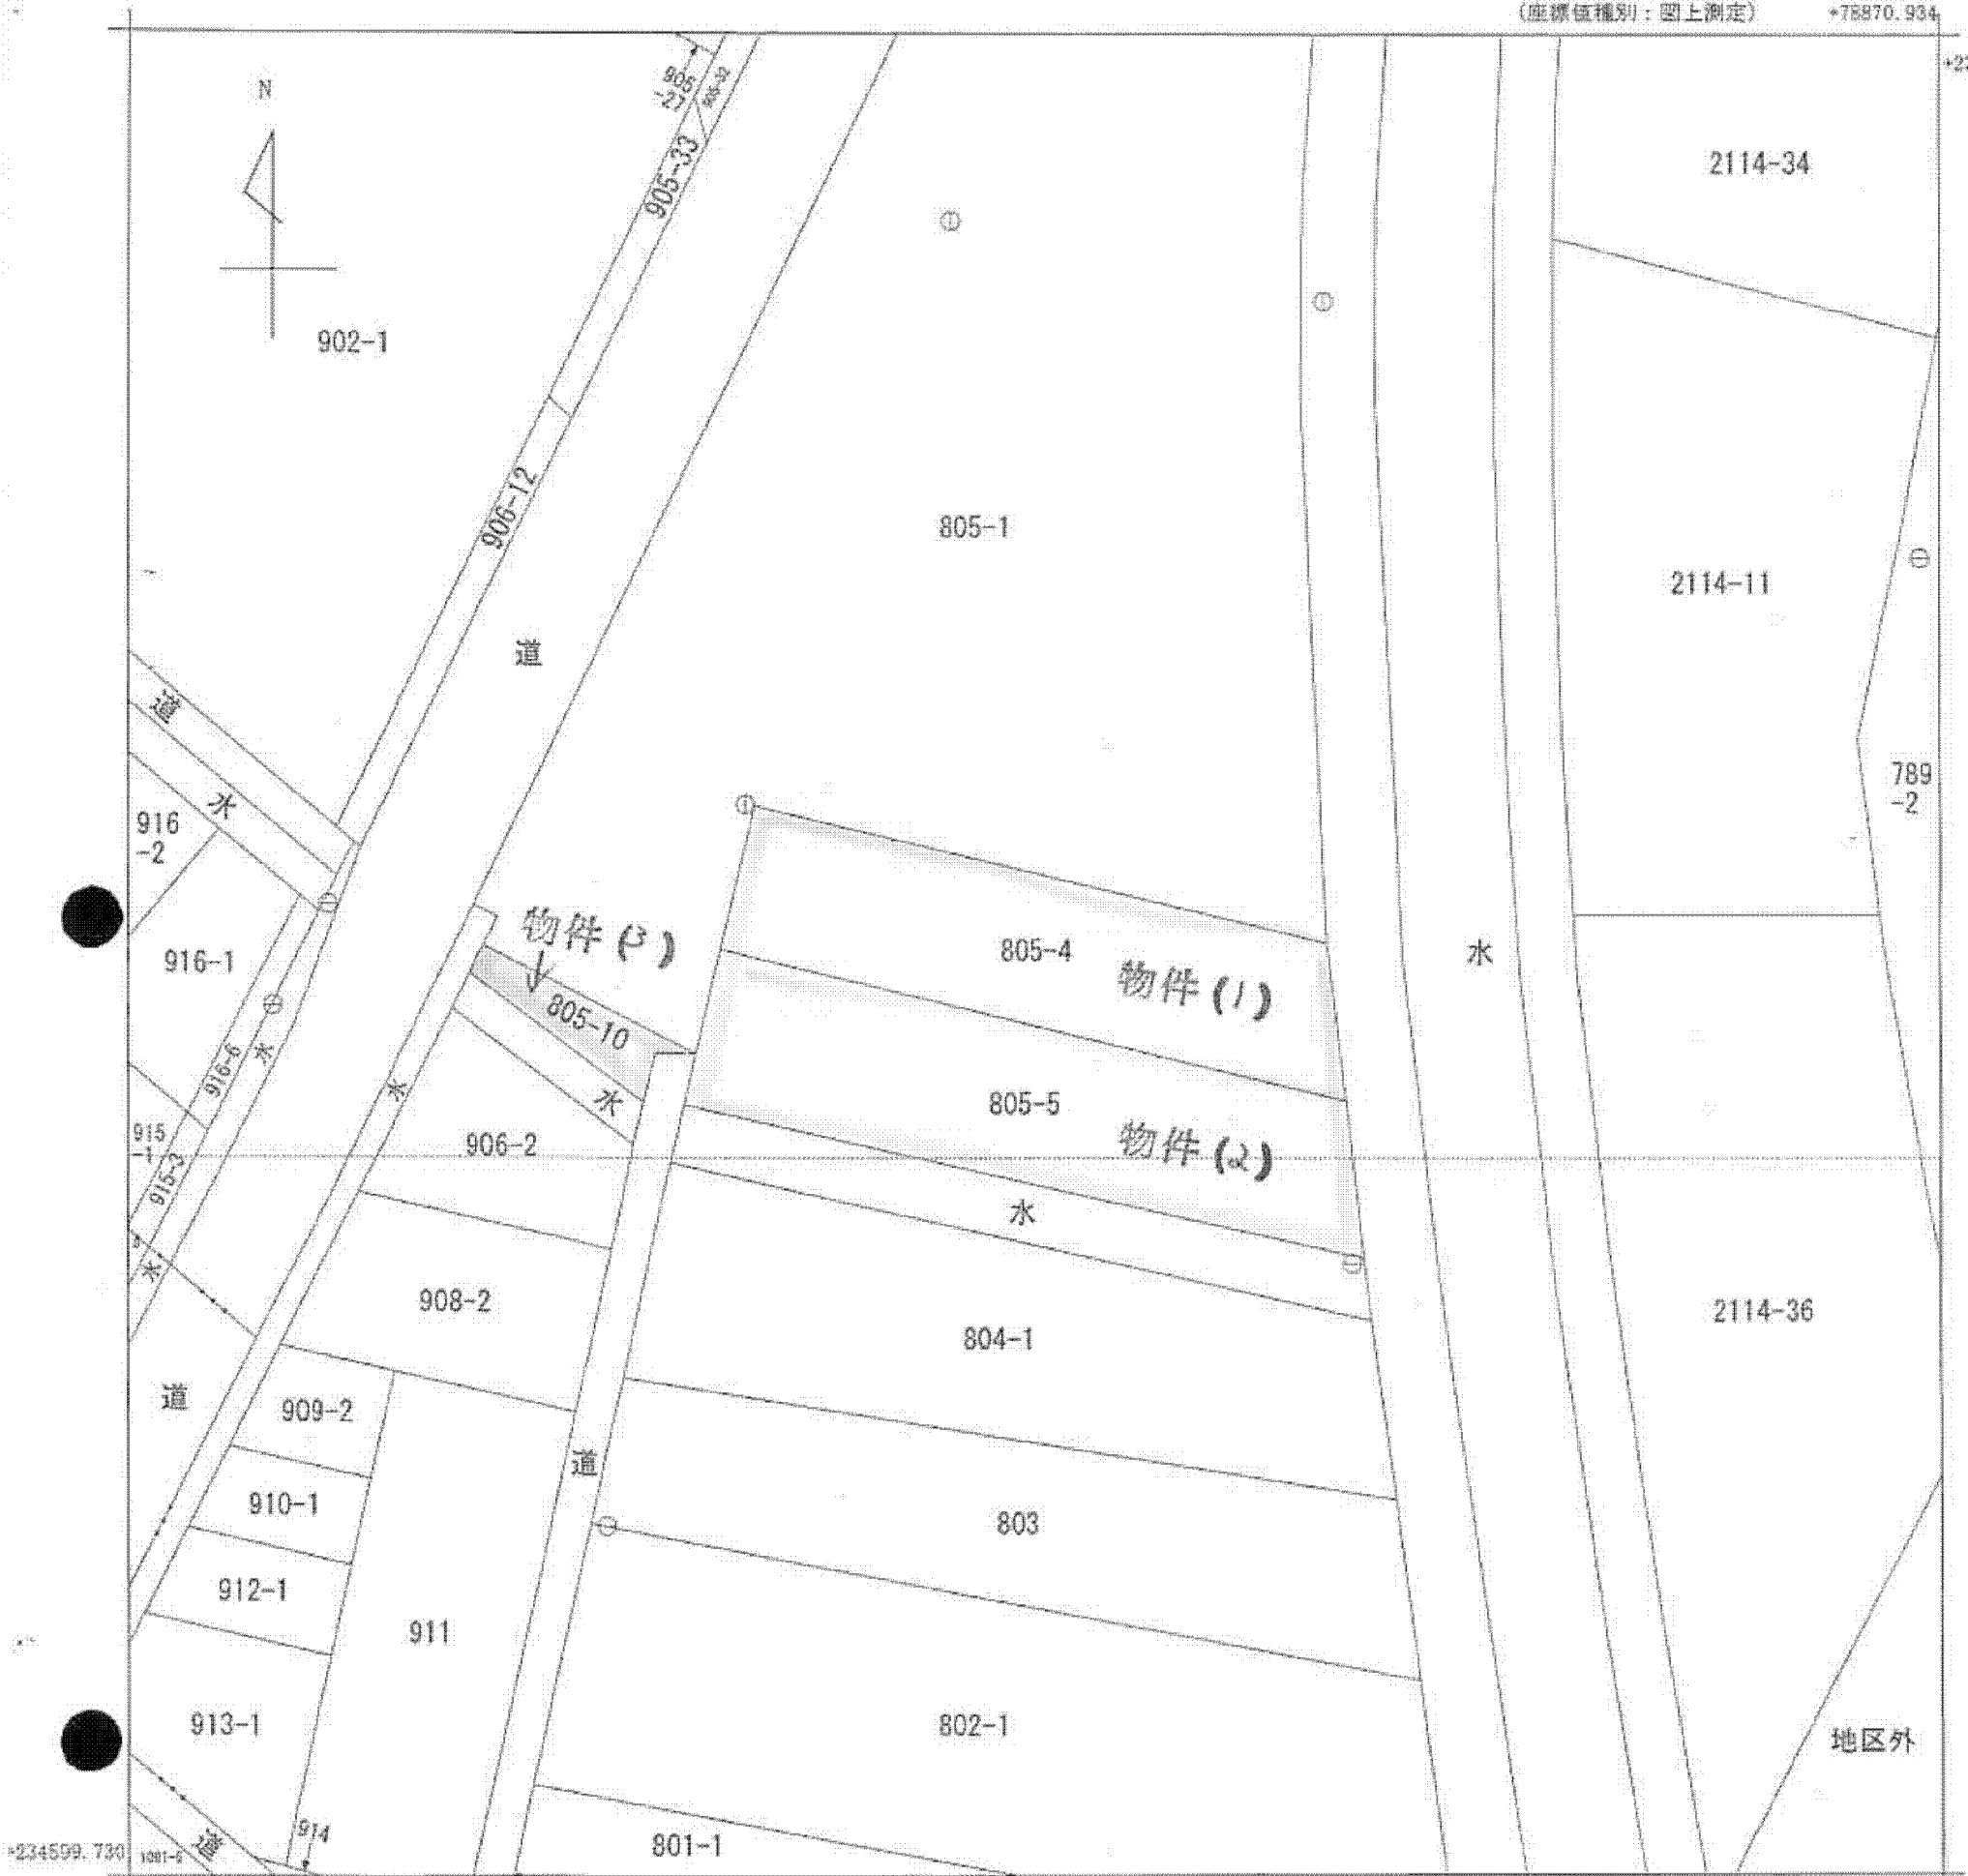 (座標値種別：図上測定)
+78870.934
N
905
-27
905-32
905-33
2114-34
902-1
906-12
805-1
2114-11
道
道
水
789
-2
916
-2
916-1
物件(3)
805-4
物件(1)
水
805-10
916-6
水
水
水
805-5
物件(2)
915
-1
915-3
906-2
水
水
908-2
804-1
2114-36
道
909-2
道
910-1
803
912-1
911
913-1
802-1
地区外
914
道
801-1
+234599.730